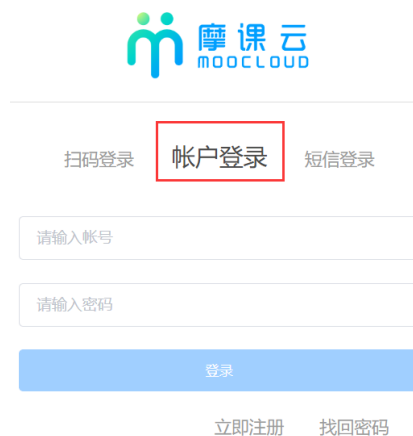 摩课云
MOOCLOUD
扫码登录 帐户登录 短信登录
请输入帐号
请输入密码
登录
立即注册 找回密码